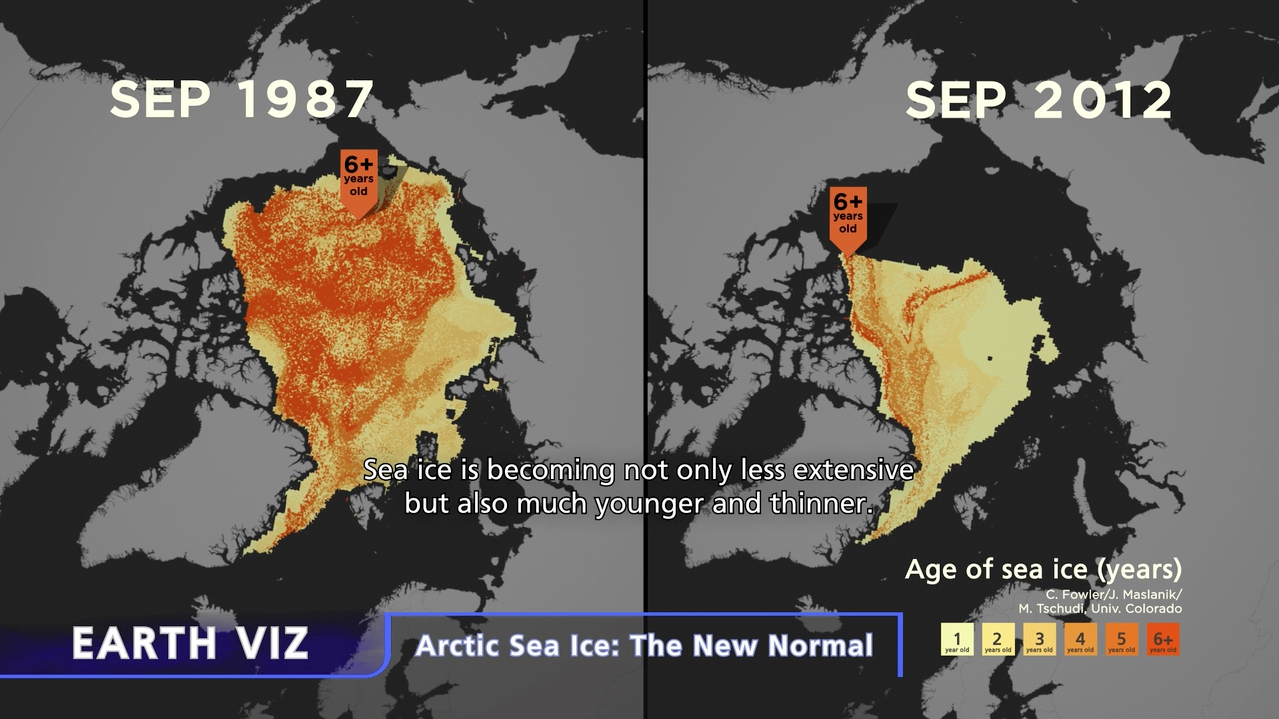 SEP 1987
SEP 2012
6+
years
old
6+
years
old
Sea ice is becoming not only less extensive
but also much younger and thinner.
Age of sea ice (years)
C. Fowler/J. Maslanik/
M. Tschudi, Univ. Colorado
1 2 3 4 5 6+
year old years old years old years old years old years old
EARTH VIZ
Arctic Sea Ice: The New Normal